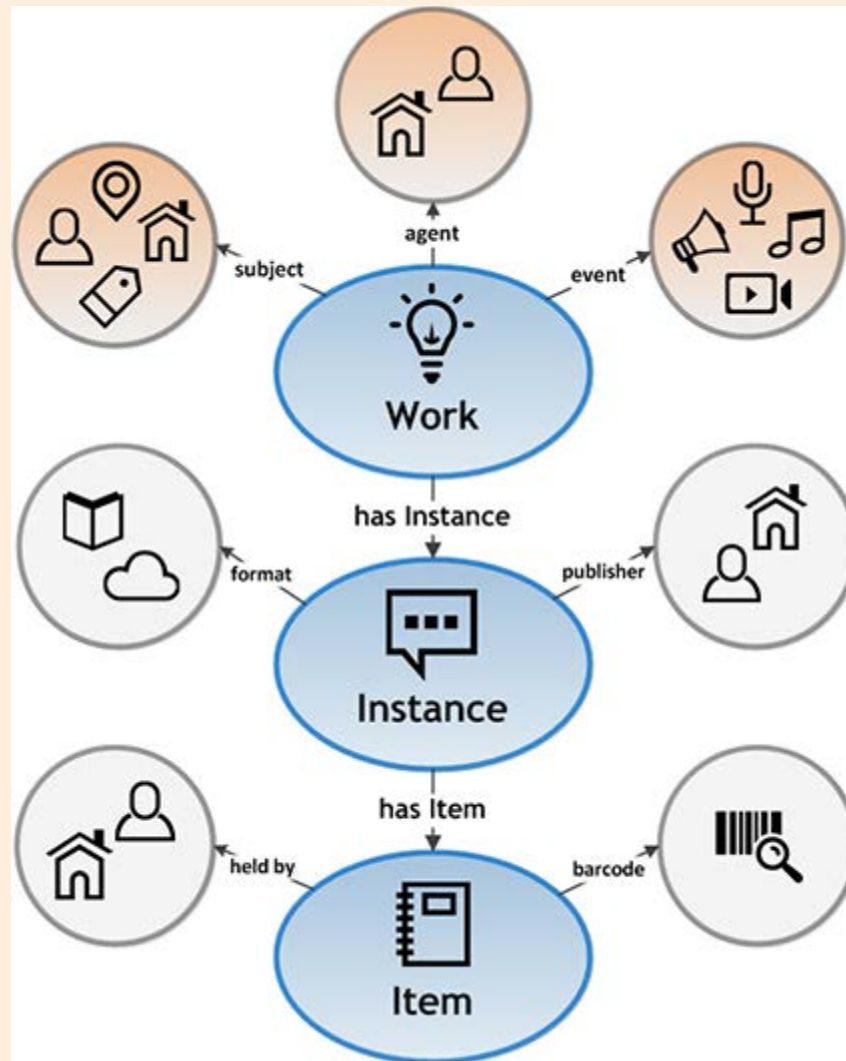 agent
subject
event
Work
has Instance
format
publisher
Instance
has Item
held by
barcode
Item